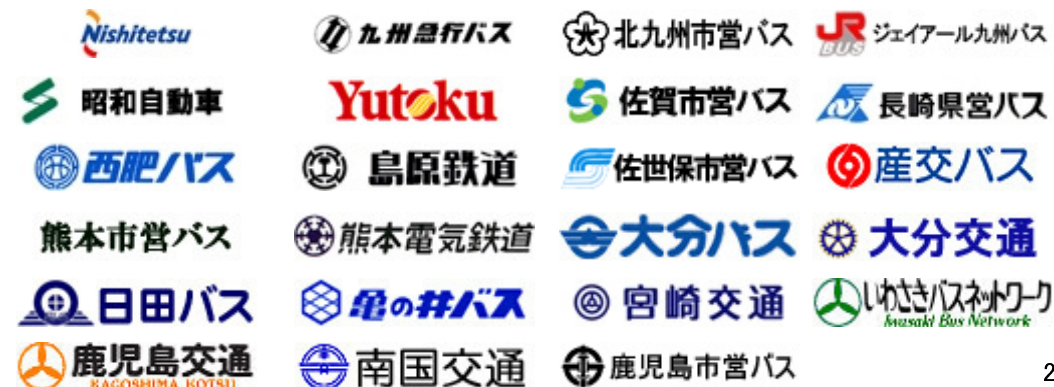 Nishitetsu
九州急行バス
北九州市営バス
JR BUS ジェイアール九州バス
昭和自動車
Yutoku
佐賀市営バス
長崎県営バス
西肥バス
島原鉄道
佐世保市営バス
産交バス
熊本市営バス
熊本電気鉄道
大分バス
大分交通
日田バス
亀の井バス
宮崎交通
いわさきバスネットワーク
Iwasaki Bus Network
鹿児島交通
KAGOSHIMA KOTSU
南国交通
鹿児島市営バス
2